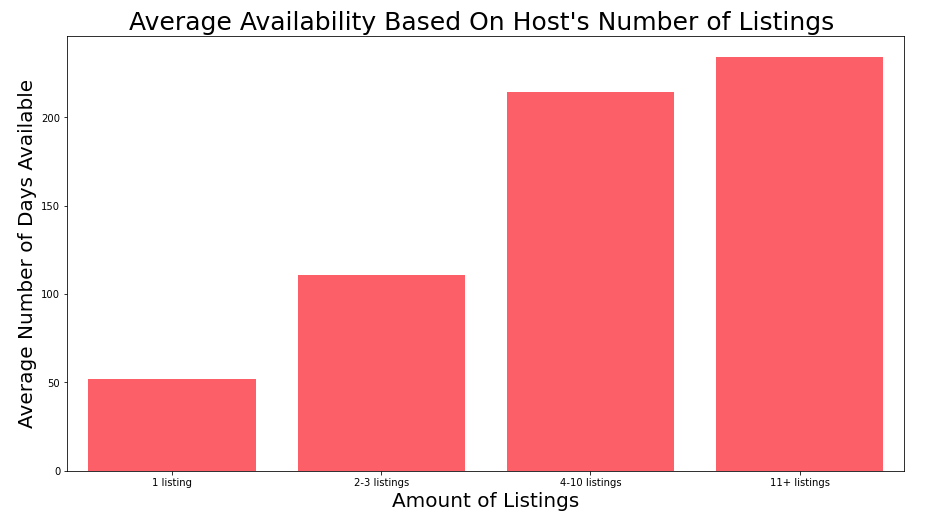 Average Availability Based On Host's Number of Listings
Average Number of Days Available
200
150
100
50
0
1 listing
2-3 listings
4-10 listings
11+ listings
Amount of Listings